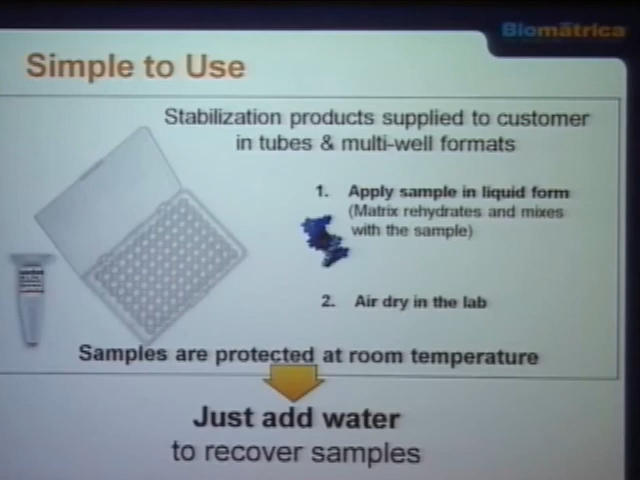 Biomātrica
Simple to Use
Stabilization products supplied to customer
in tubes & multi-well formats
1. Apply sample in liquid form
(Matrix rehydrates and mixes
with the sample)
2. Air dry in the lab
Samples are protected at room temperature
Just add water
to recover samples